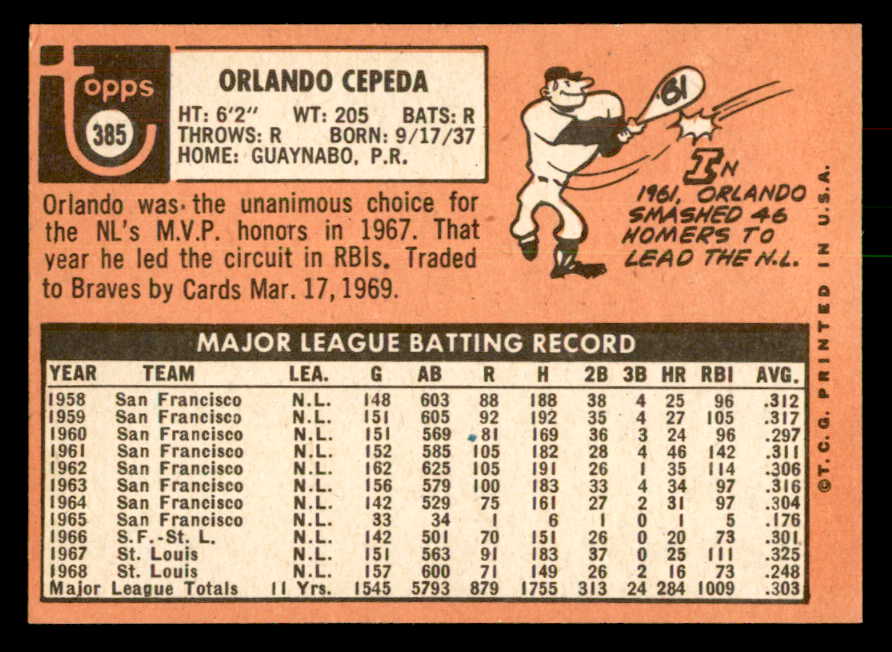 Topps
385
ORLANDO CEPEDA
HT: 6'2" WT: 205 BATS: R
THROWS: R BORN: 9/17/37
HOME: GUAYNABO, P.R.
Orlando was the unanimous choice for
the NL's M.V.P. honors in 1967. That
year he led the circuit in RBIs. Traded
to Braves by Cards Mar. 17, 1969.
'61
IN
1961, ORLANDO
SMASHED 46
HOMERS TO
LEAD THE N.L.
©T.C.G. PRINTED IN U.S.A.
MAJOR LEAGUE BATTING RECORD
YEAR TEAM LEA. G AB R H 2B 3B HR RBI AVG.
1958 San Francisco N.L. 148 603 88 188 38 4 25 96 .312
1959 San Francisco N.L. 151 605 92 192 35 4 27 105 .317
1960 San Francisco N.L. 151 569 81 169 36 3 24 96 .297
1961 San Francisco N.L. 152 585 105 182 28 4 46 142 .311
1962 San Francisco N.L. 162 625 105 191 26 1 35 114 .306
1963 San Francisco N.L. 156 579 100 183 33 4 34 97 .316
1964 San Francisco N.L. 142 529 75 161 27 2 31 97 .304
1965 San Francisco N.L. 33 34 1 6 1 0 1 5 .176
1966 S.F.-St. L. N.L. 142 501 70 151 26 0 20 73 .301
1967 St. Louis N.L. 151 563 91 183 37 0 25 111 .325
1968 St. Louis N.L. 157 600 71 149 26 2 16 73 .248
Major League Totals 11 Yrs. 1545 5793 879 1755 313 24 284 1009 .303